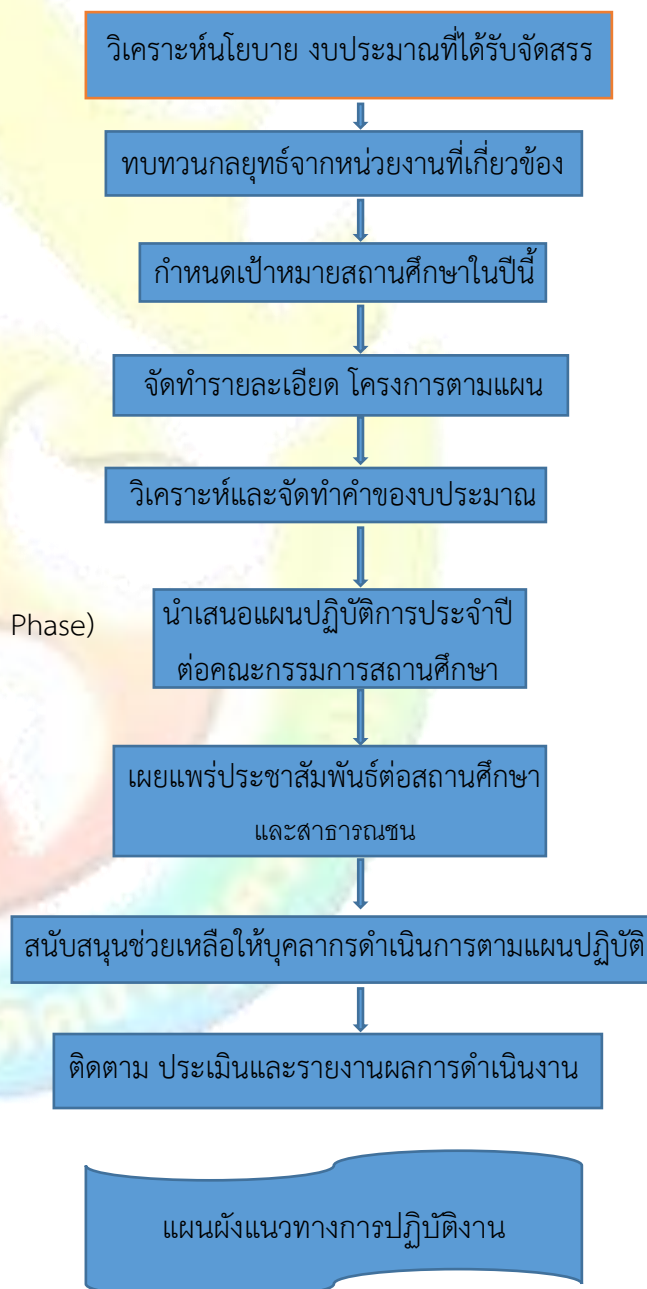 วิเคราะห์นโยบาย งบประมาณที่ได้รับจัดสรร
ทบทวนกลยุทธ์จากหน่วยงานที่เกี่ยวข้อง
กำหนดเป้าหมายสถานศึกษาในปีนี้
จัดทำรายละเอียด โครงการตามแผน
วิเคราะห์และจัดทำคำของบประมาณ
Phase)
นำเสนอแผนปฏิบัติการประจำปี
ต่อคณะกรรมการสถานศึกษา
เผยแพร่ประชาสัมพันธ์ต่อสถานศึกษา
และสาธารณชน
สนับสนุนช่วยเหลือให้บุคลากรดำเนินการตามแผนปฏิบัติ
ติดตาม ประเมินและรายงานผลการดำเนินงาน
แผนผังแนวทางการปฏิบัติงาน